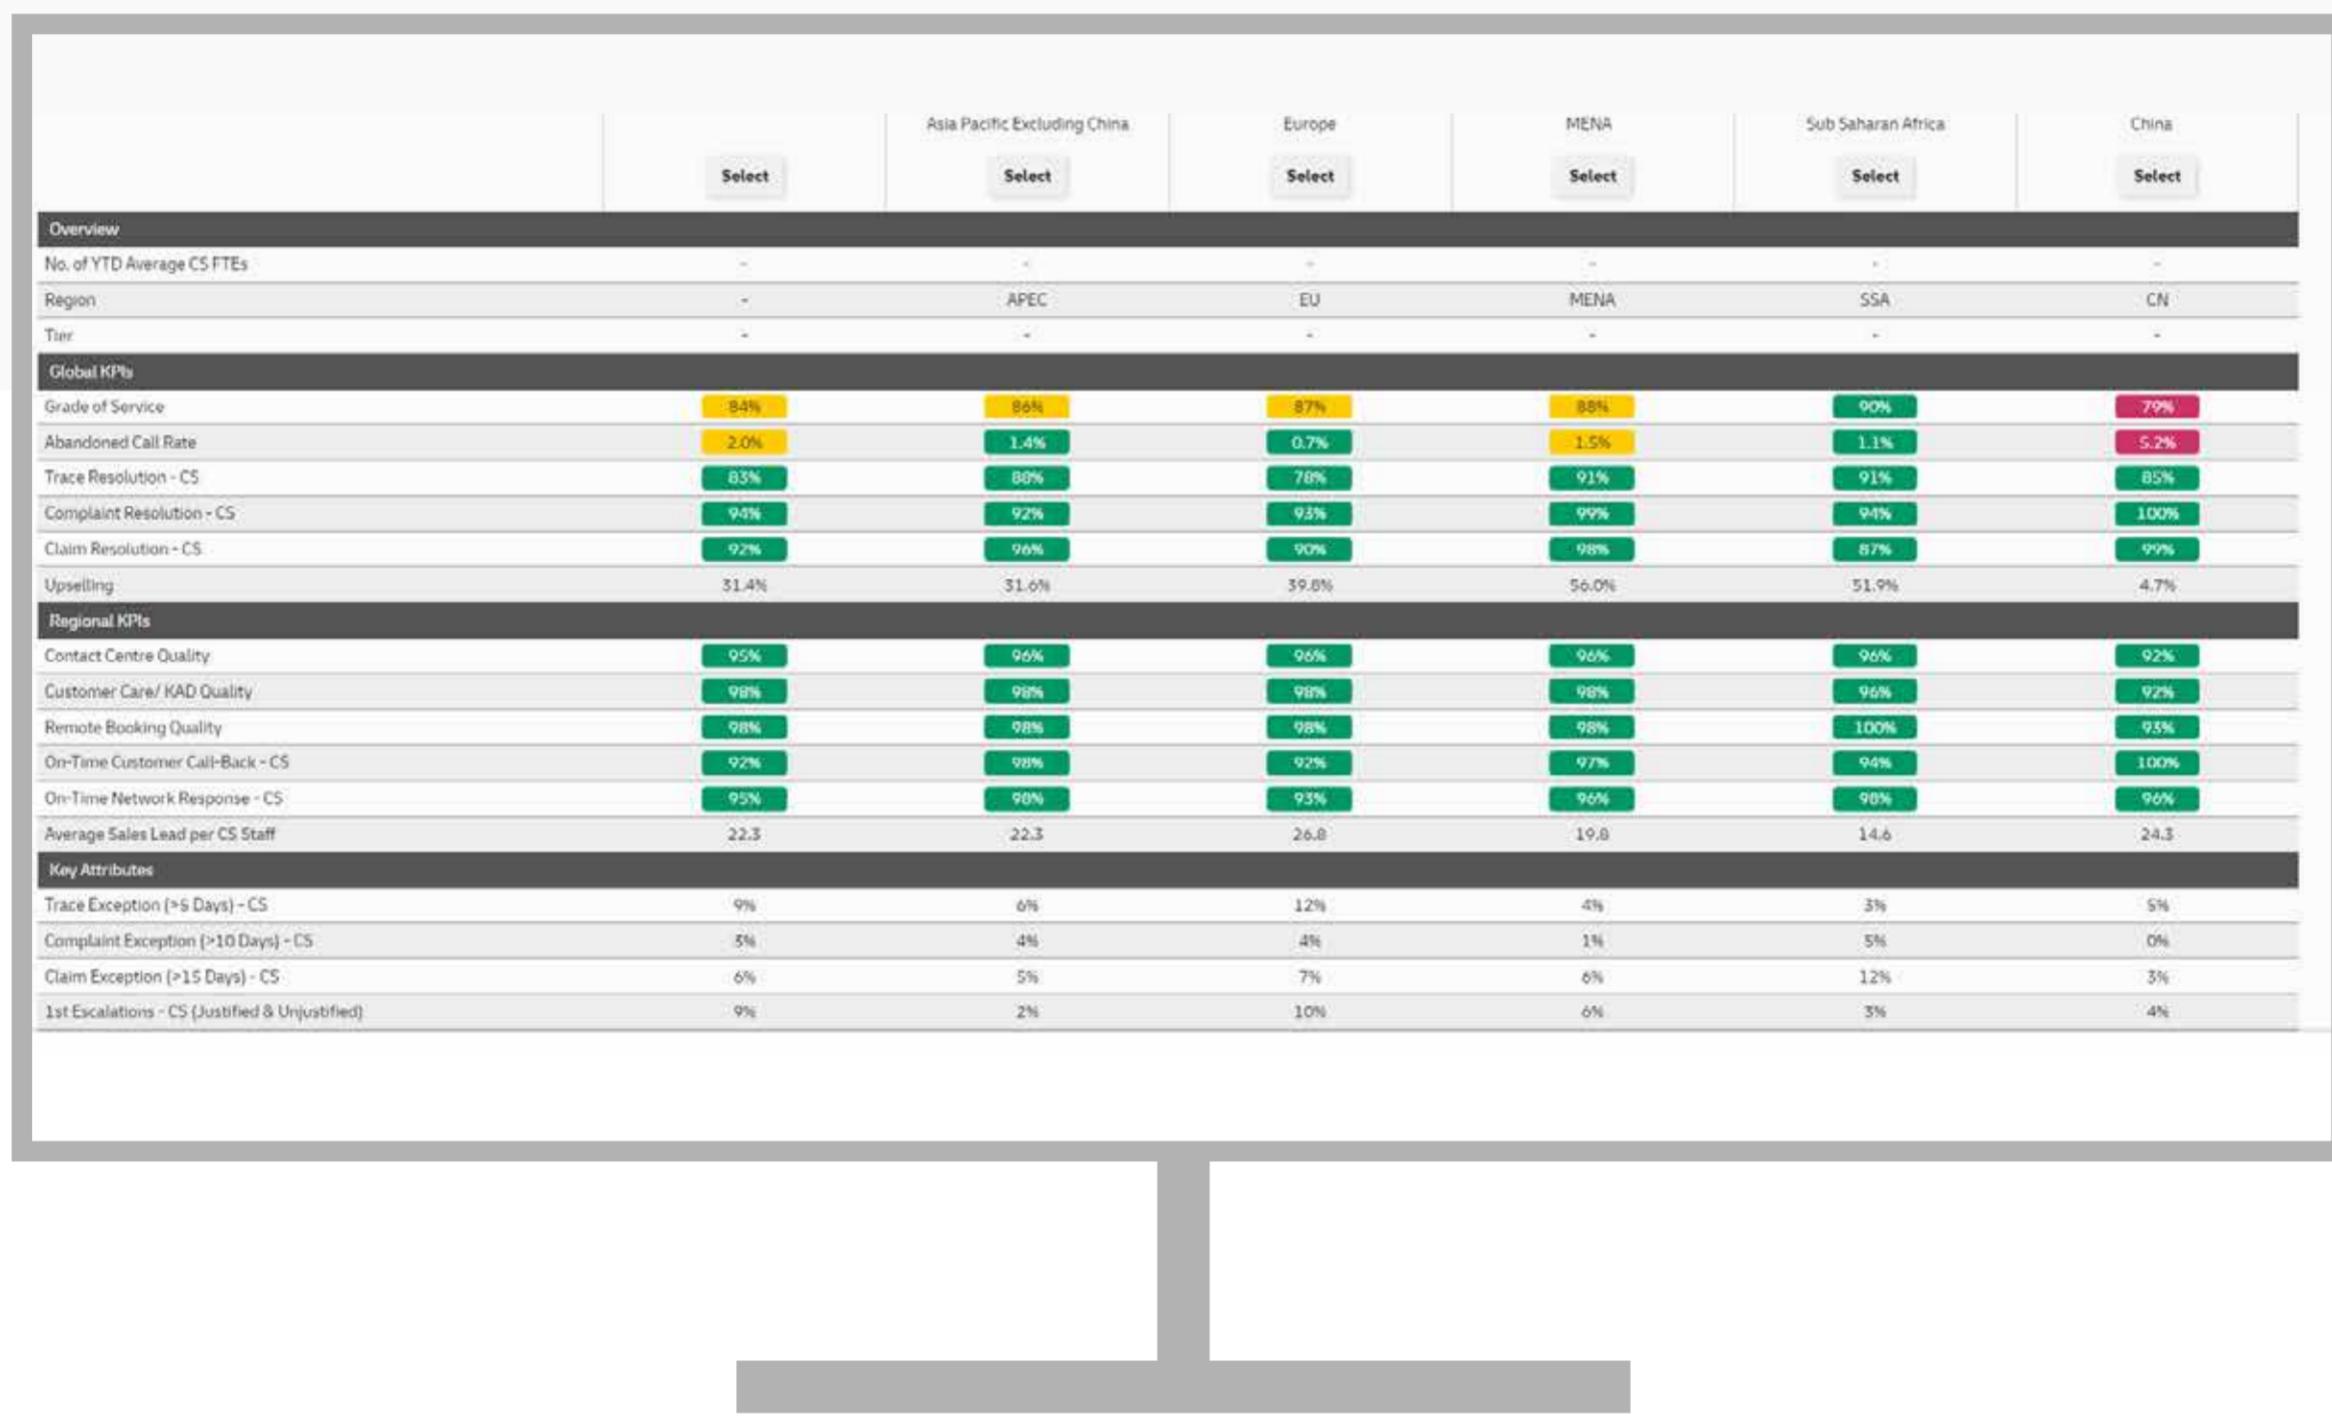 Asia Pacific Excluding China Europe MENA Sub Saharan Africa China
Select Select Select Select Select Select
Overview
No. of YTD Average CS FTEs - - - - - -
Region - APEC EU MENA SSA CN
Tier - - - - - -
Global KPIs
Grade of Service 84% 86% 87% 88% 90% 79%
Abandoned Call Rate 2.0% 1.4% 0.7% 1.5% 1.1% 5.2%
Trace Resolution - CS 83% 88% 78% 91% 91% 85%
Complaint Resolution - CS 94% 92% 93% 99% 94% 100%
Claim Resolution - CS 92% 96% 90% 98% 87% 99%
Upselling 31.4% 31.6% 39.8% 56.0% 51.9% 4.7%
Regional KPIs
Contact Centre Quality 95% 96% 96% 96% 96% 92%
Customer Care/ KAD Quality 98% 98% 98% 98% 96% 92%
Remote Booking Quality 98% 98% 98% 98% 100% 93%
On-Time Customer Call-Back - CS 92% 98% 92% 97% 94% 100%
On-Time Network Response - CS 95% 98% 93% 96% 98% 96%
Average Sales Lead per CS Staff 22.3 22.3 26.8 19.8 14.6 24.3
Key Attributes
Trace Exception (>5 Days) - CS 9% 6% 12% 4% 3% 5%
Complaint Exception (>10 Days) - CS 3% 4% 4% 1% 5% 0%
Claim Exception (>15 Days) - CS 6% 5% 7% 6% 12% 3%
1st Escalations - CS (Justified & Unjustified) 9% 2% 10% 6% 3% 4%